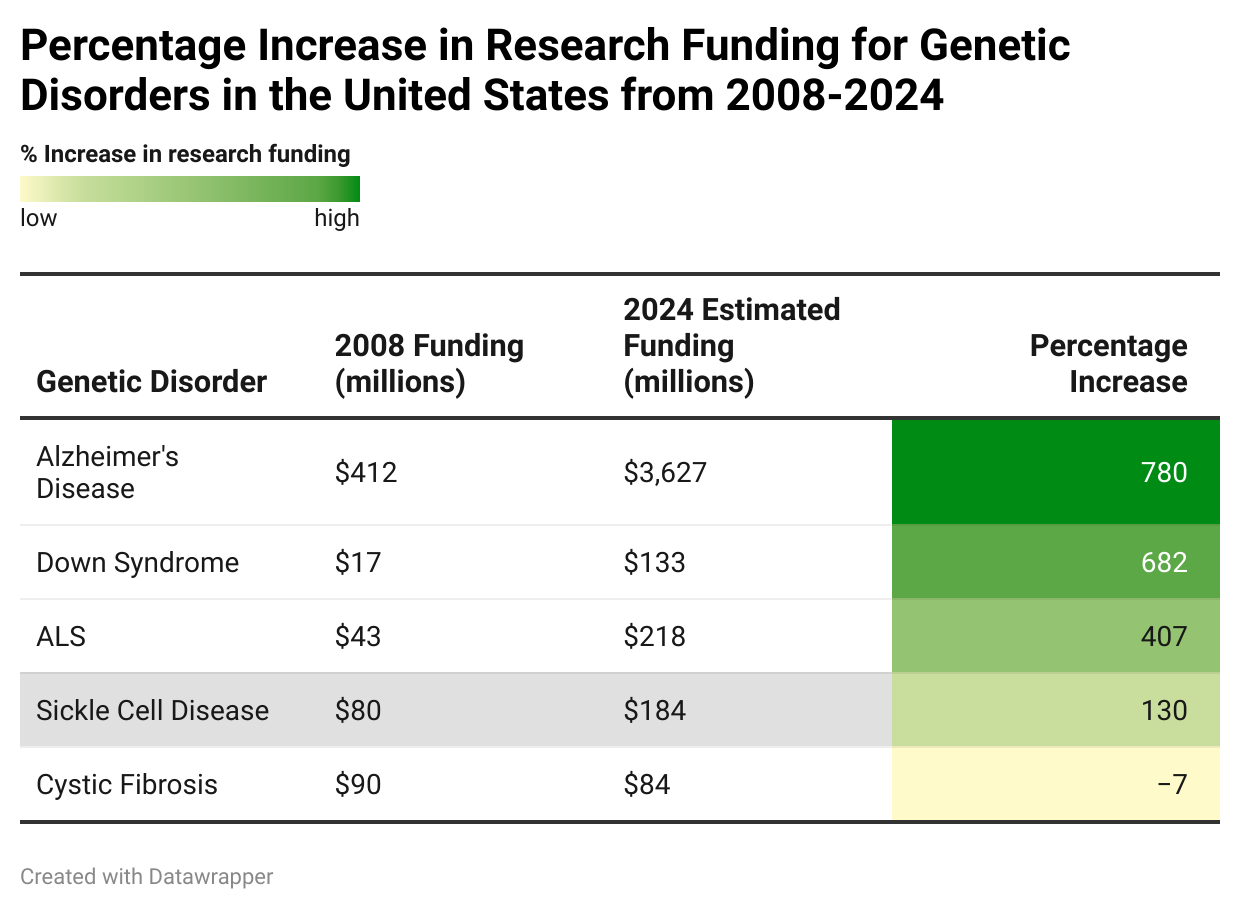 Percentage Increase in Research Funding for Genetic
Disorders in the United States from 2008-2024
% Increase in research funding
low high
Genetic Disorder 2008 Funding (millions) 2024 Estimated Funding (millions) Percentage Increase
Alzheimer's Disease $412 $3,627 780
Down Syndrome $17 $133 682
ALS $43 $218 407
Sickle Cell Disease $80 $184 130
Cystic Fibrosis $90 $84 −7
Created with Datawrapper